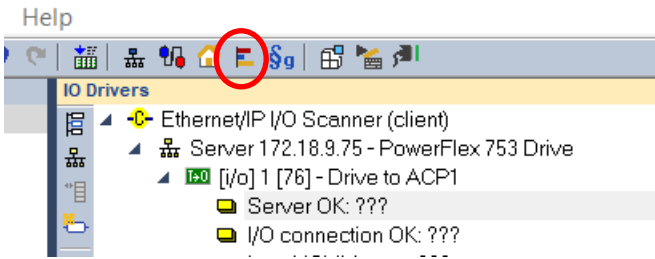 Help
§g
IO Drivers
-C- Ethernet/IP I/O Scanner (client)
Server 172.18.9.75 - PowerFlex 753 Drive
[i/o] 1 [76] - Drive to ACP1
Server OK: ???
I/O connection OK: ???